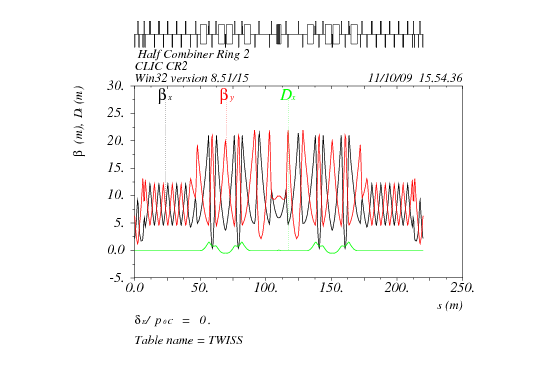 Half Combiner Ring 2
CLIC CR2
Win32 version 8.51/15 11/10/09 15.54.36
30.
25.
20.
15.
10.
5.
0.0
-5.
β (m), Dx (m)
βx βy Dx
0.0 50. 100. 150. 200. 250.
s (m)
δε/ p0c = 0.
Table name = TWISS